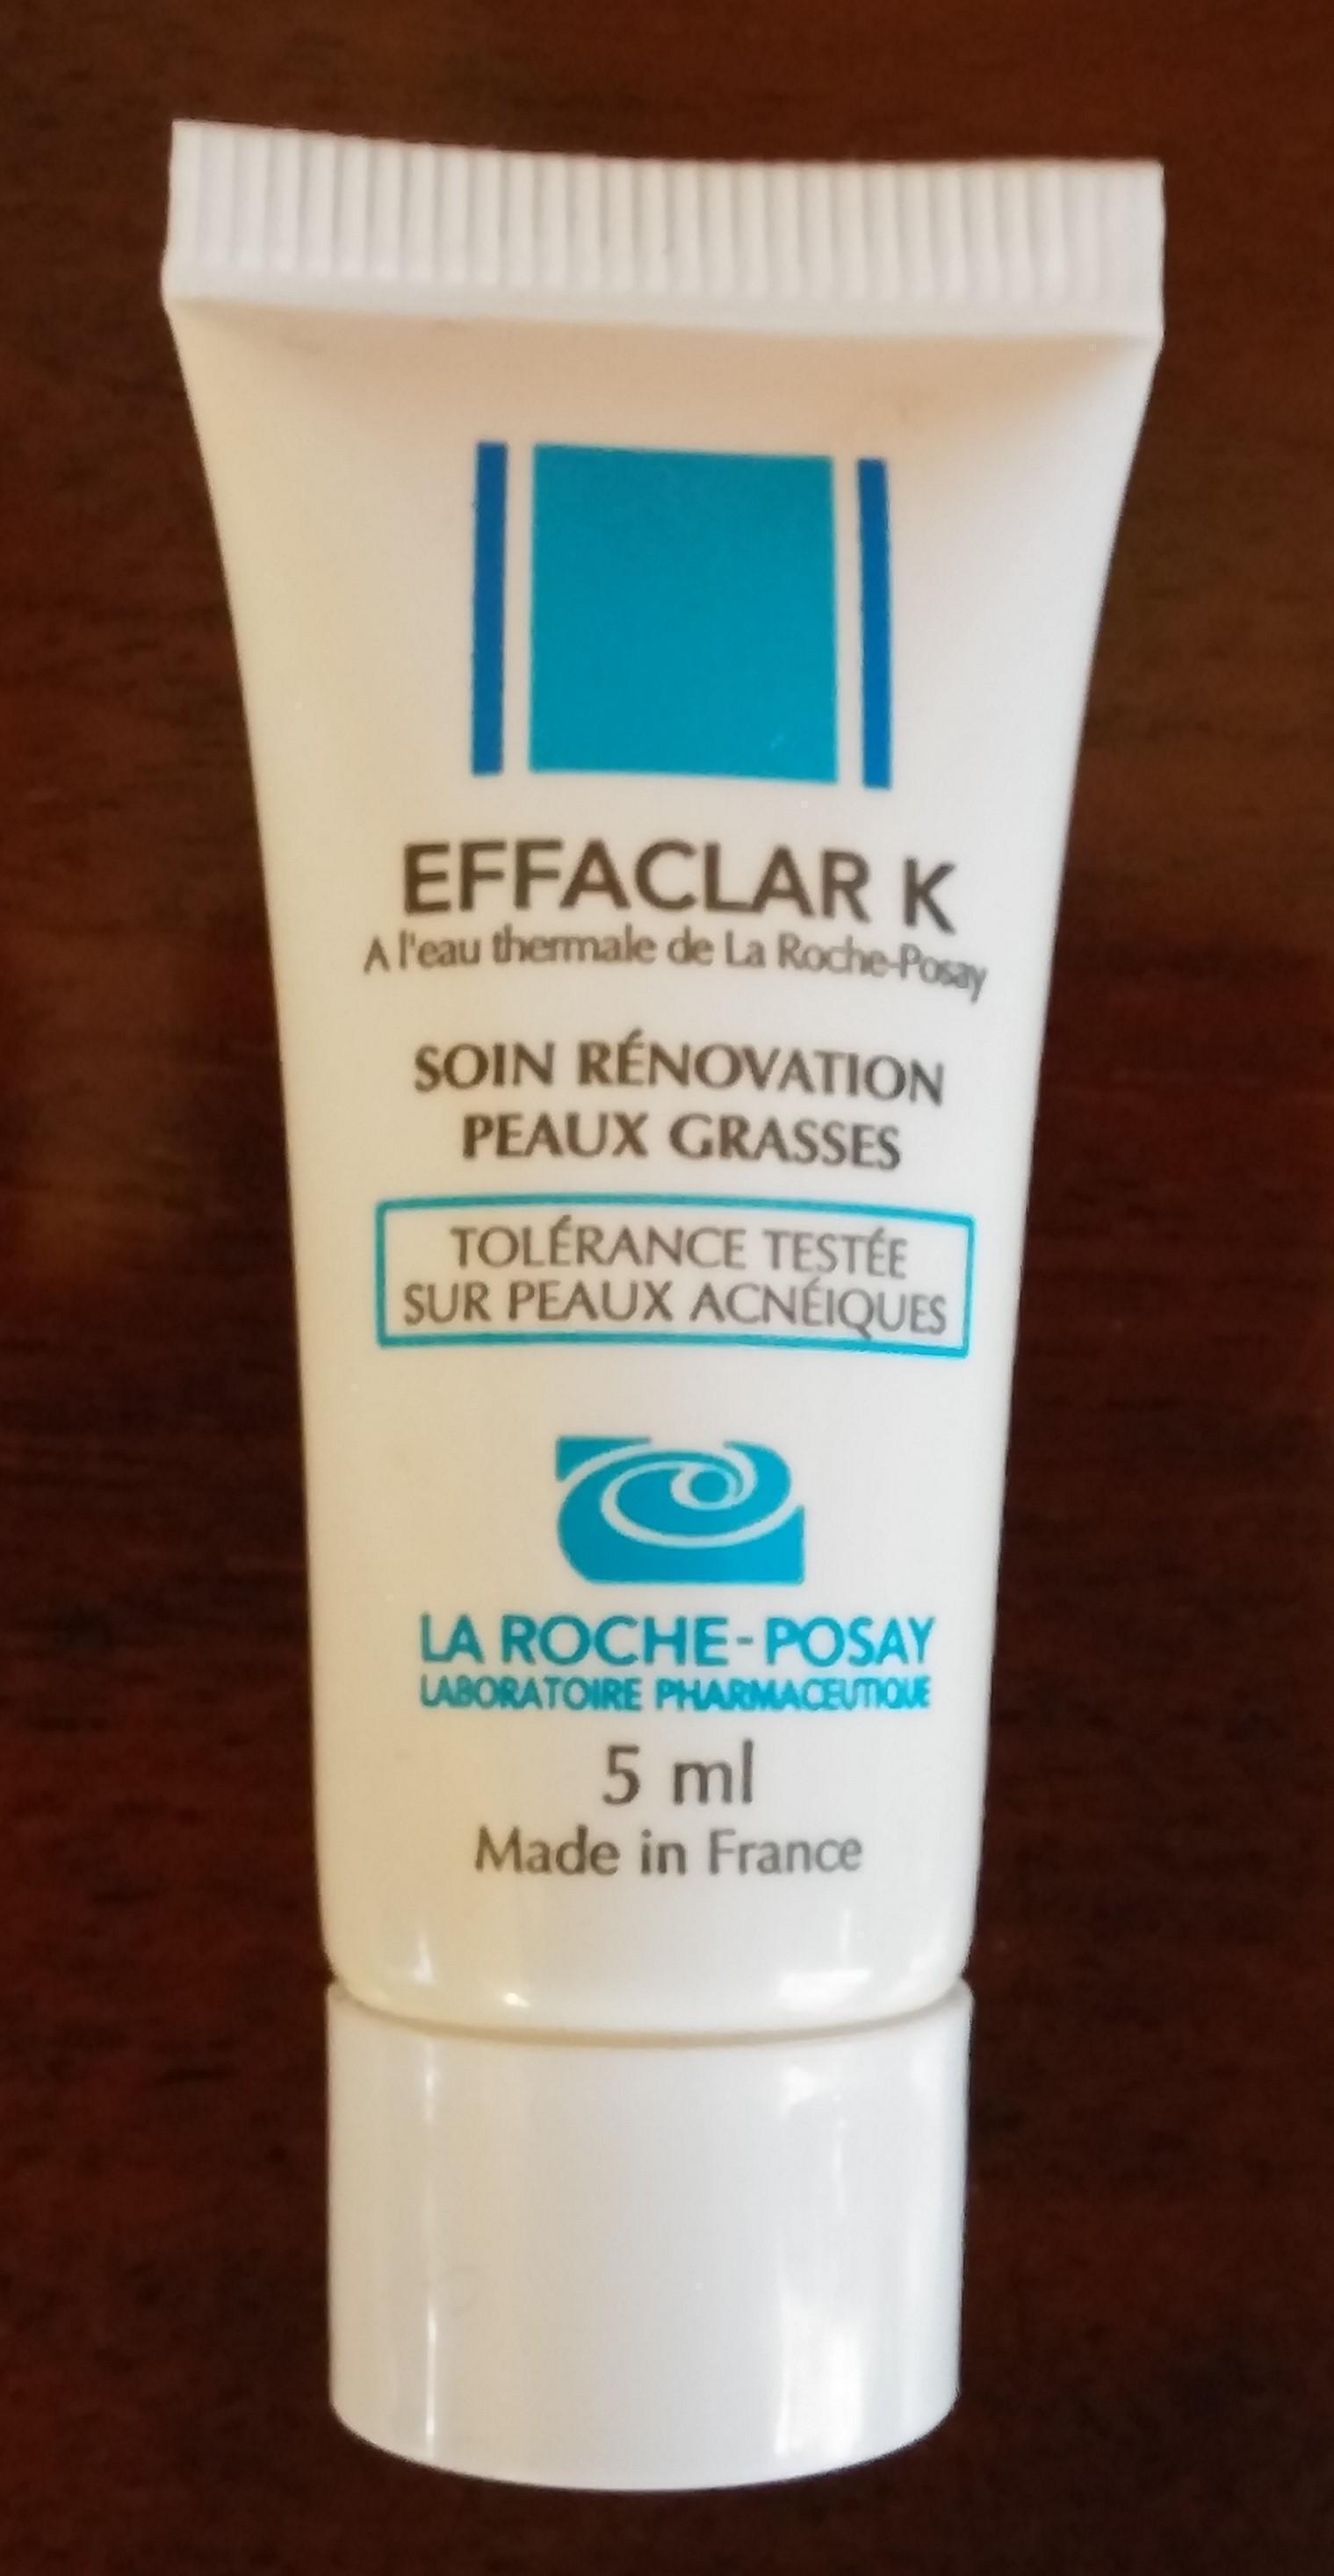 EFFACLAR K
A l'eau thermale de La Roche-Posay
SOIN RÉNOVATION
PEAUX GRASSES
TOLÉRANCE TESTÉE
SUR PEAUX ACNÉIQUES
LA ROCHE-POSAY
LABORATOIRE PHARMACEUTIQUE
5 ml
Made in France